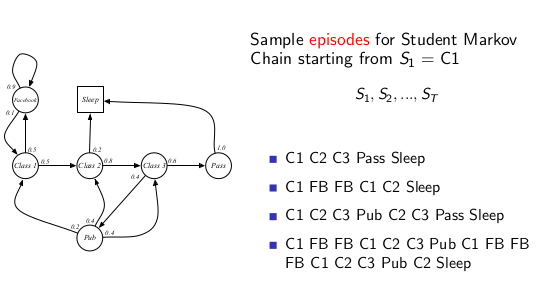 Sample episodes for Student Markov
Chain starting from S₁ = C1
S₁, S₂, ..., S_T
C1 C2 C3 Pass Sleep
C1 FB FB C1 C2 Sleep
C1 C2 C3 Pub C2 C3 Pass Sleep
C1 FB FB C1 C2 C3 Pub C1 FB FB
FB C1 C2 C3 Pub C2 Sleep
0.9
Facebook
Sleep
0.1
0.5
0.2
1.0
Class 1
0.5
Class 2
0.8
Class 3
0.6
Pass
0.4
0.2
0.4
Pub
0.4